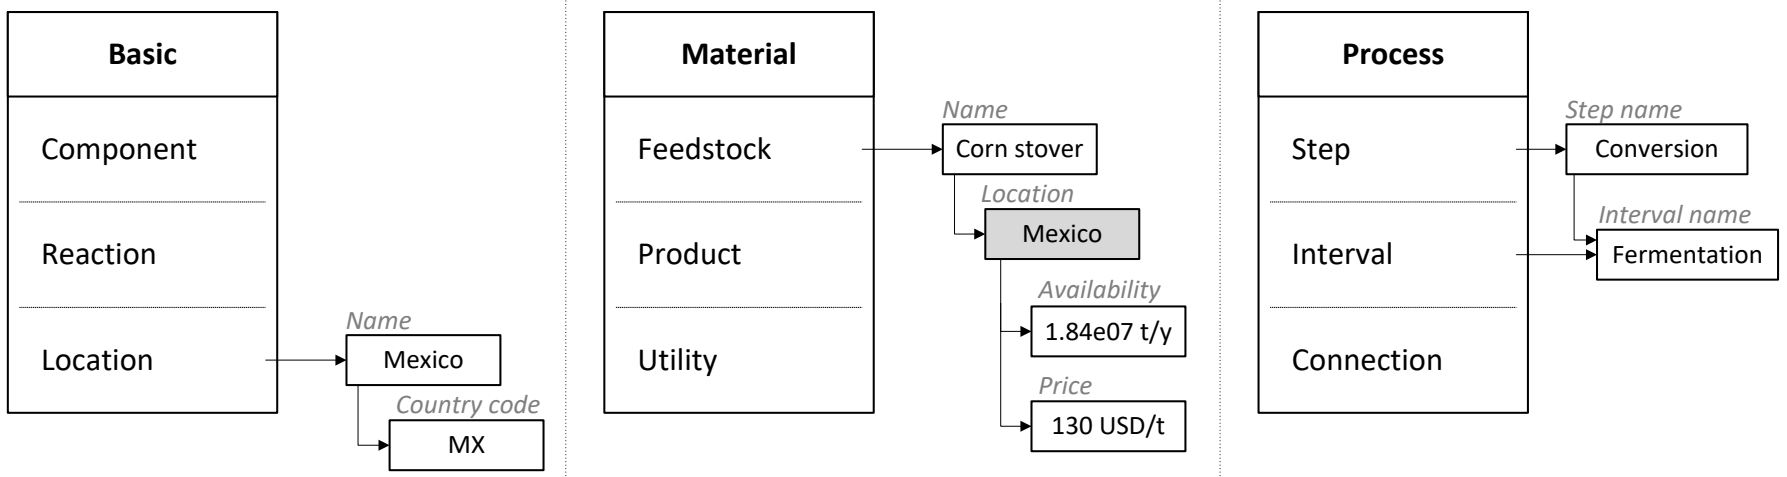 Basic
Component
Reaction
Location
Name
Mexico
Country code
MX
Material
Feedstock
Product
Utility
Name
Corn stover
Location
Mexico
Availability
1.84e07 t/y
Price
130 USD/t
Process
Step
Interval
Connection
Step name
Conversion
Interval name
Fermentation